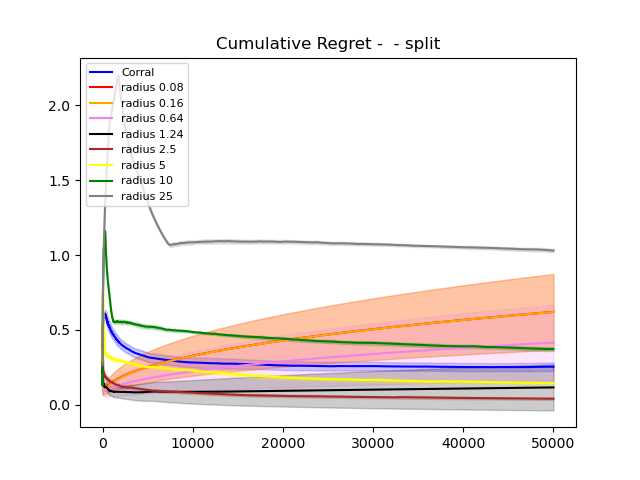 Cumulative Regret -  - split
Corral
radius 0.08
radius 0.16
radius 0.64
radius 1.24
radius 2.5
radius 5
radius 10
radius 25
2.0
1.5
1.0
0.5
0.0
0 10000 20000 30000 40000 50000